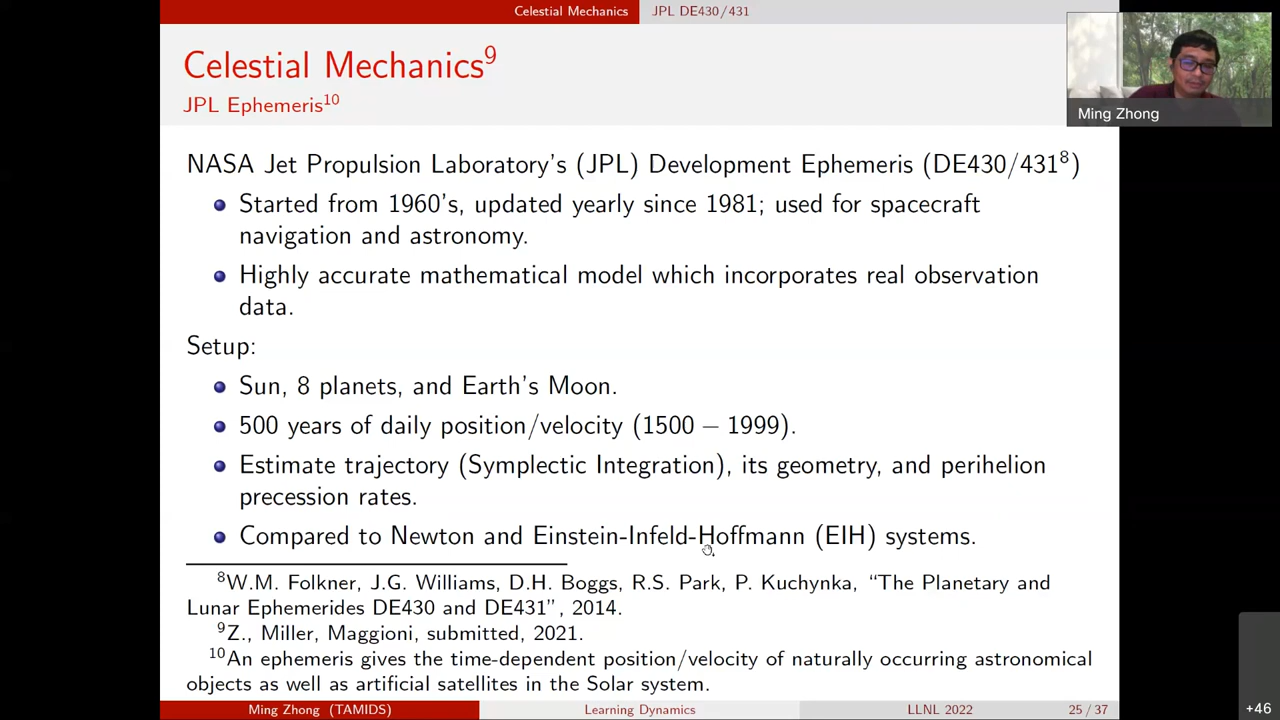 Celestial Mechanics JPL DE430/431
Celestial Mechanics⁹
JPL Ephemeris¹⁰
Ming Zhong
NASA Jet Propulsion Laboratory's (JPL) Development Ephemeris (DE430/431⁸)
Started from 1960's, updated yearly since 1981; used for spacecraft
navigation and astronomy.
Highly accurate mathematical model which incorporates real observation
data.
Setup:
Sun, 8 planets, and Earth's Moon.
500 years of daily position/velocity (1500 – 1999).
Estimate trajectory (Symplectic Integration), its geometry, and perihelion
precession rates.
Compared to Newton and Einstein-Infeld-Hoffmann (EIH) systems.
⁸W.M. Folkner, J.G. Williams, D.H. Boggs, R.S. Park, P. Kuchynka, “The Planetary and
Lunar Ephemerides DE430 and DE431”, 2014.
⁹Z., Miller, Maggioni, submitted, 2021.
¹⁰An ephemeris gives the time-dependent position/velocity of naturally occurring astronomical
objects as well as artificial satellites in the Solar system.
Ming Zhong (TAMIDS) Learning Dynamics LLNL 2022 25 / 37
+46